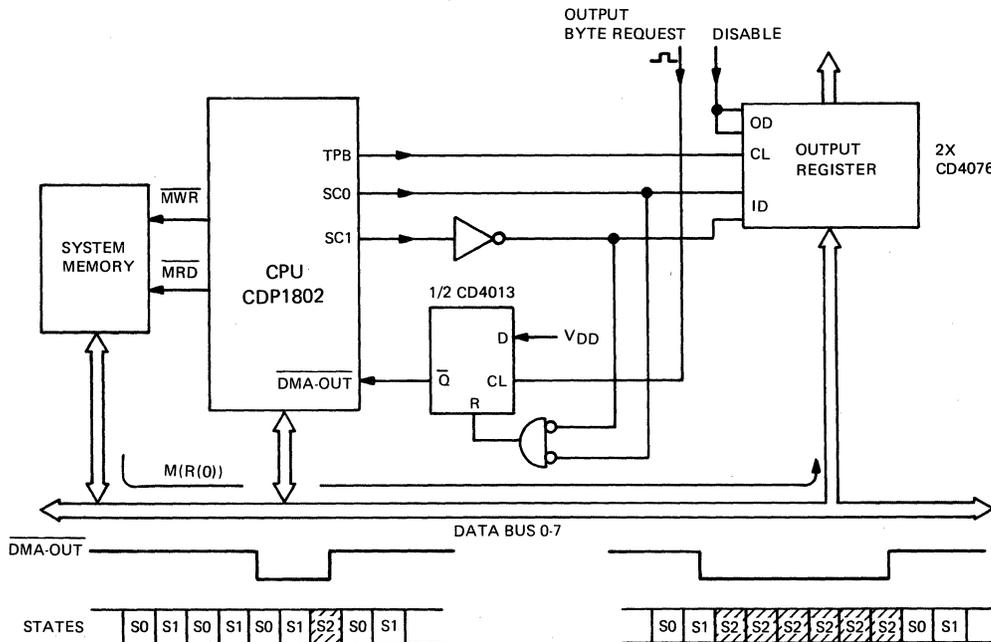 OUTPUT
BYTE REQUEST DISABLE
OD
TPB
CL
OUTPUT
REGISTER
2X
CD4076
MWR
SC0
ID
SYSTEM
MEMORY
SC1
CPU
CDP1802
MRD
1/2 CD4013
D
VDD
DMA-OUT
Q
CL
R
M(R(0))
DATA BUS 0-7
DMA-OUT
STATES S0 S1 S0 S1 S0 S1 S2 S0 S1 S0 S1 S2 S2 S2 S2 S2 S2 S0 S1